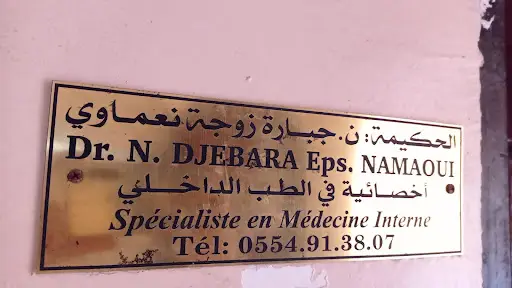 الحكيمة: ن. جبارة زوجة نعماوي
Dr. N. DJEBARA Eps. NAMAOUI
أخصائية في الطب الداخلي
Spécialiste en Médecine Interne
Tél: 0554.91.38.07